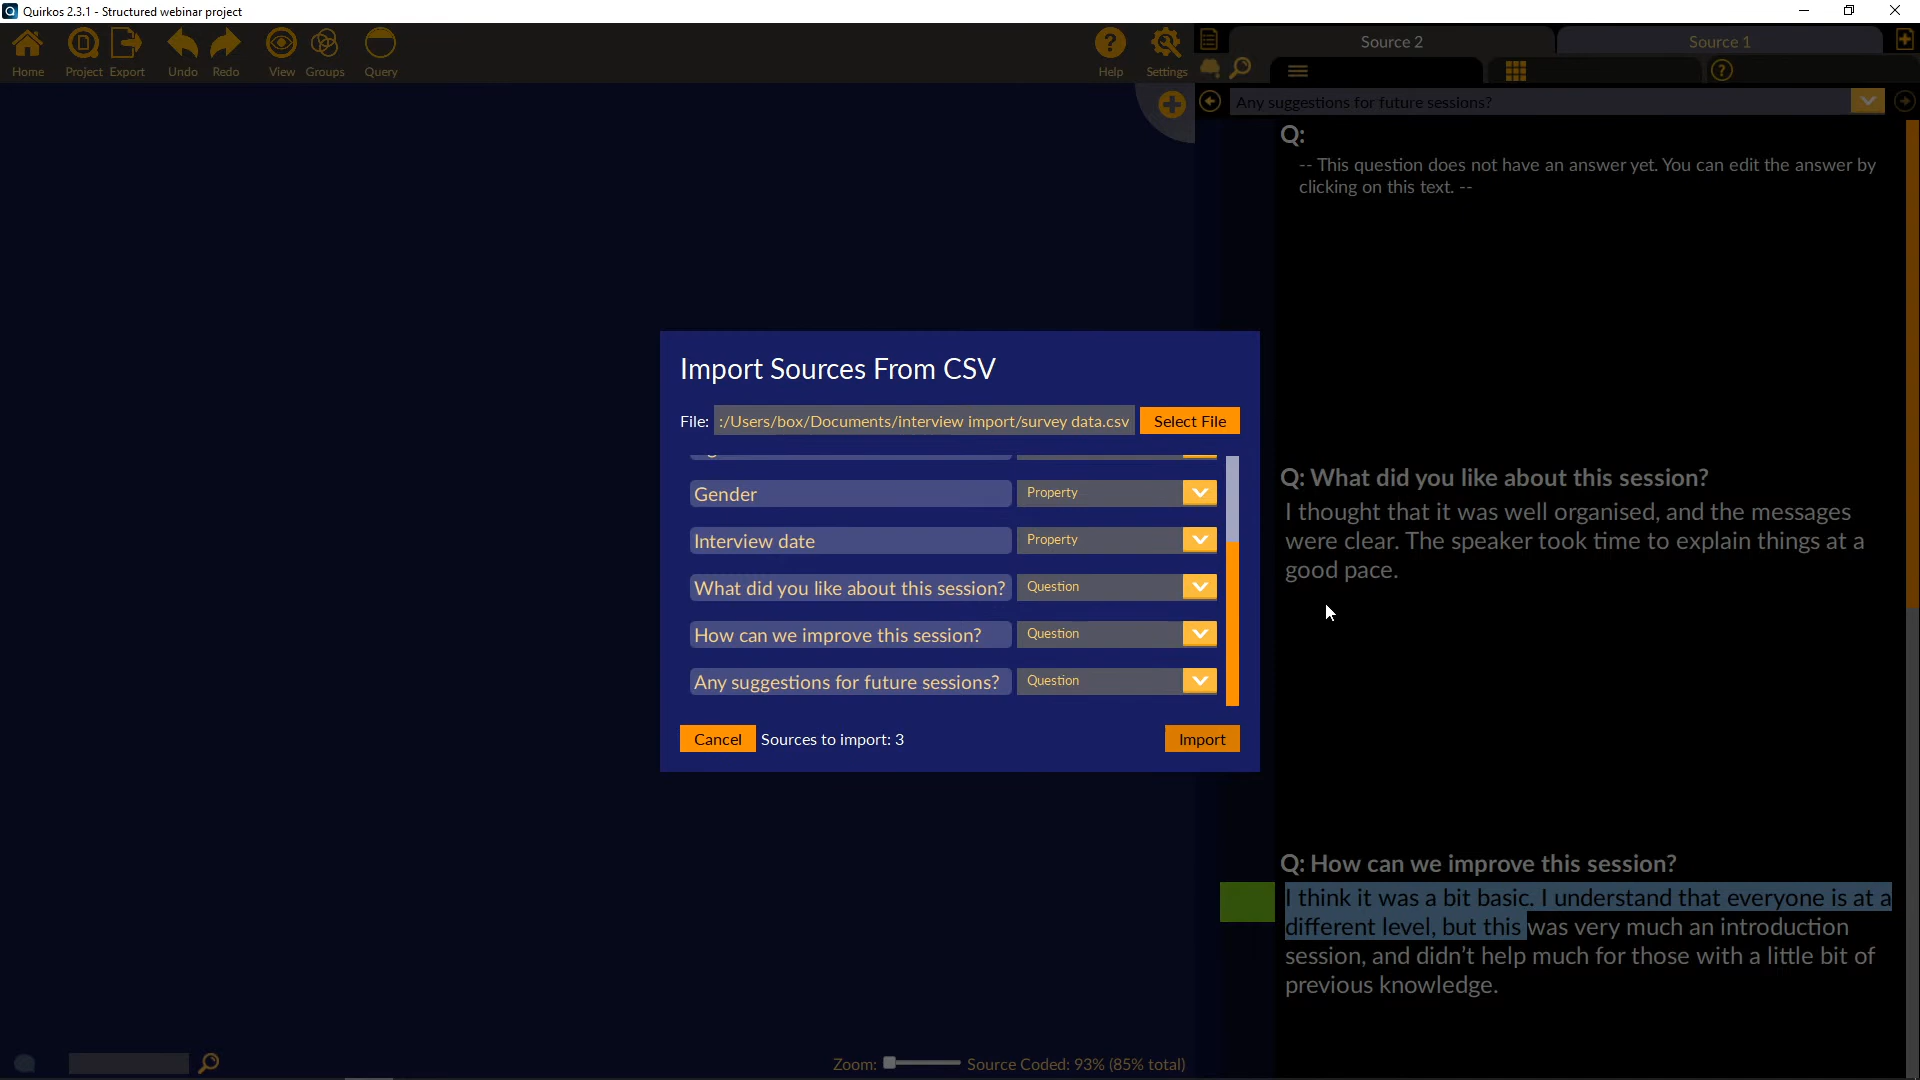 Quirkos 2.3.1 - Structured webinar project
Home
Project
Export
Undo
Redo
View
Groups
Query
Help
Settings
Source 2
Source 1
Any suggestions for future sessions?
Q:
-- This question does not have an answer yet. You can edit the answer by
clicking on this text. --
Q: What did you like about this session?
I thought that it was well organised, and the messages
were clear. The speaker took time to explain things at a
good pace.
Q: How can we improve this session?
I think it was a bit basic. I understand that everyone is at a
different level, but this was very much an introduction
session, and didn't help much for those with a little bit of
previous knowledge.
Import Sources From CSV
File: :/Users/box/Documents/interview import/survey data.csv Select File
Gender Property
Interview date Property
What did you like about this session? Question
How can we improve this session? Question
Any suggestions for future sessions? Question
Cancel Sources to import: 3 Import
Zoom: Source Coded: 93% (85% total)